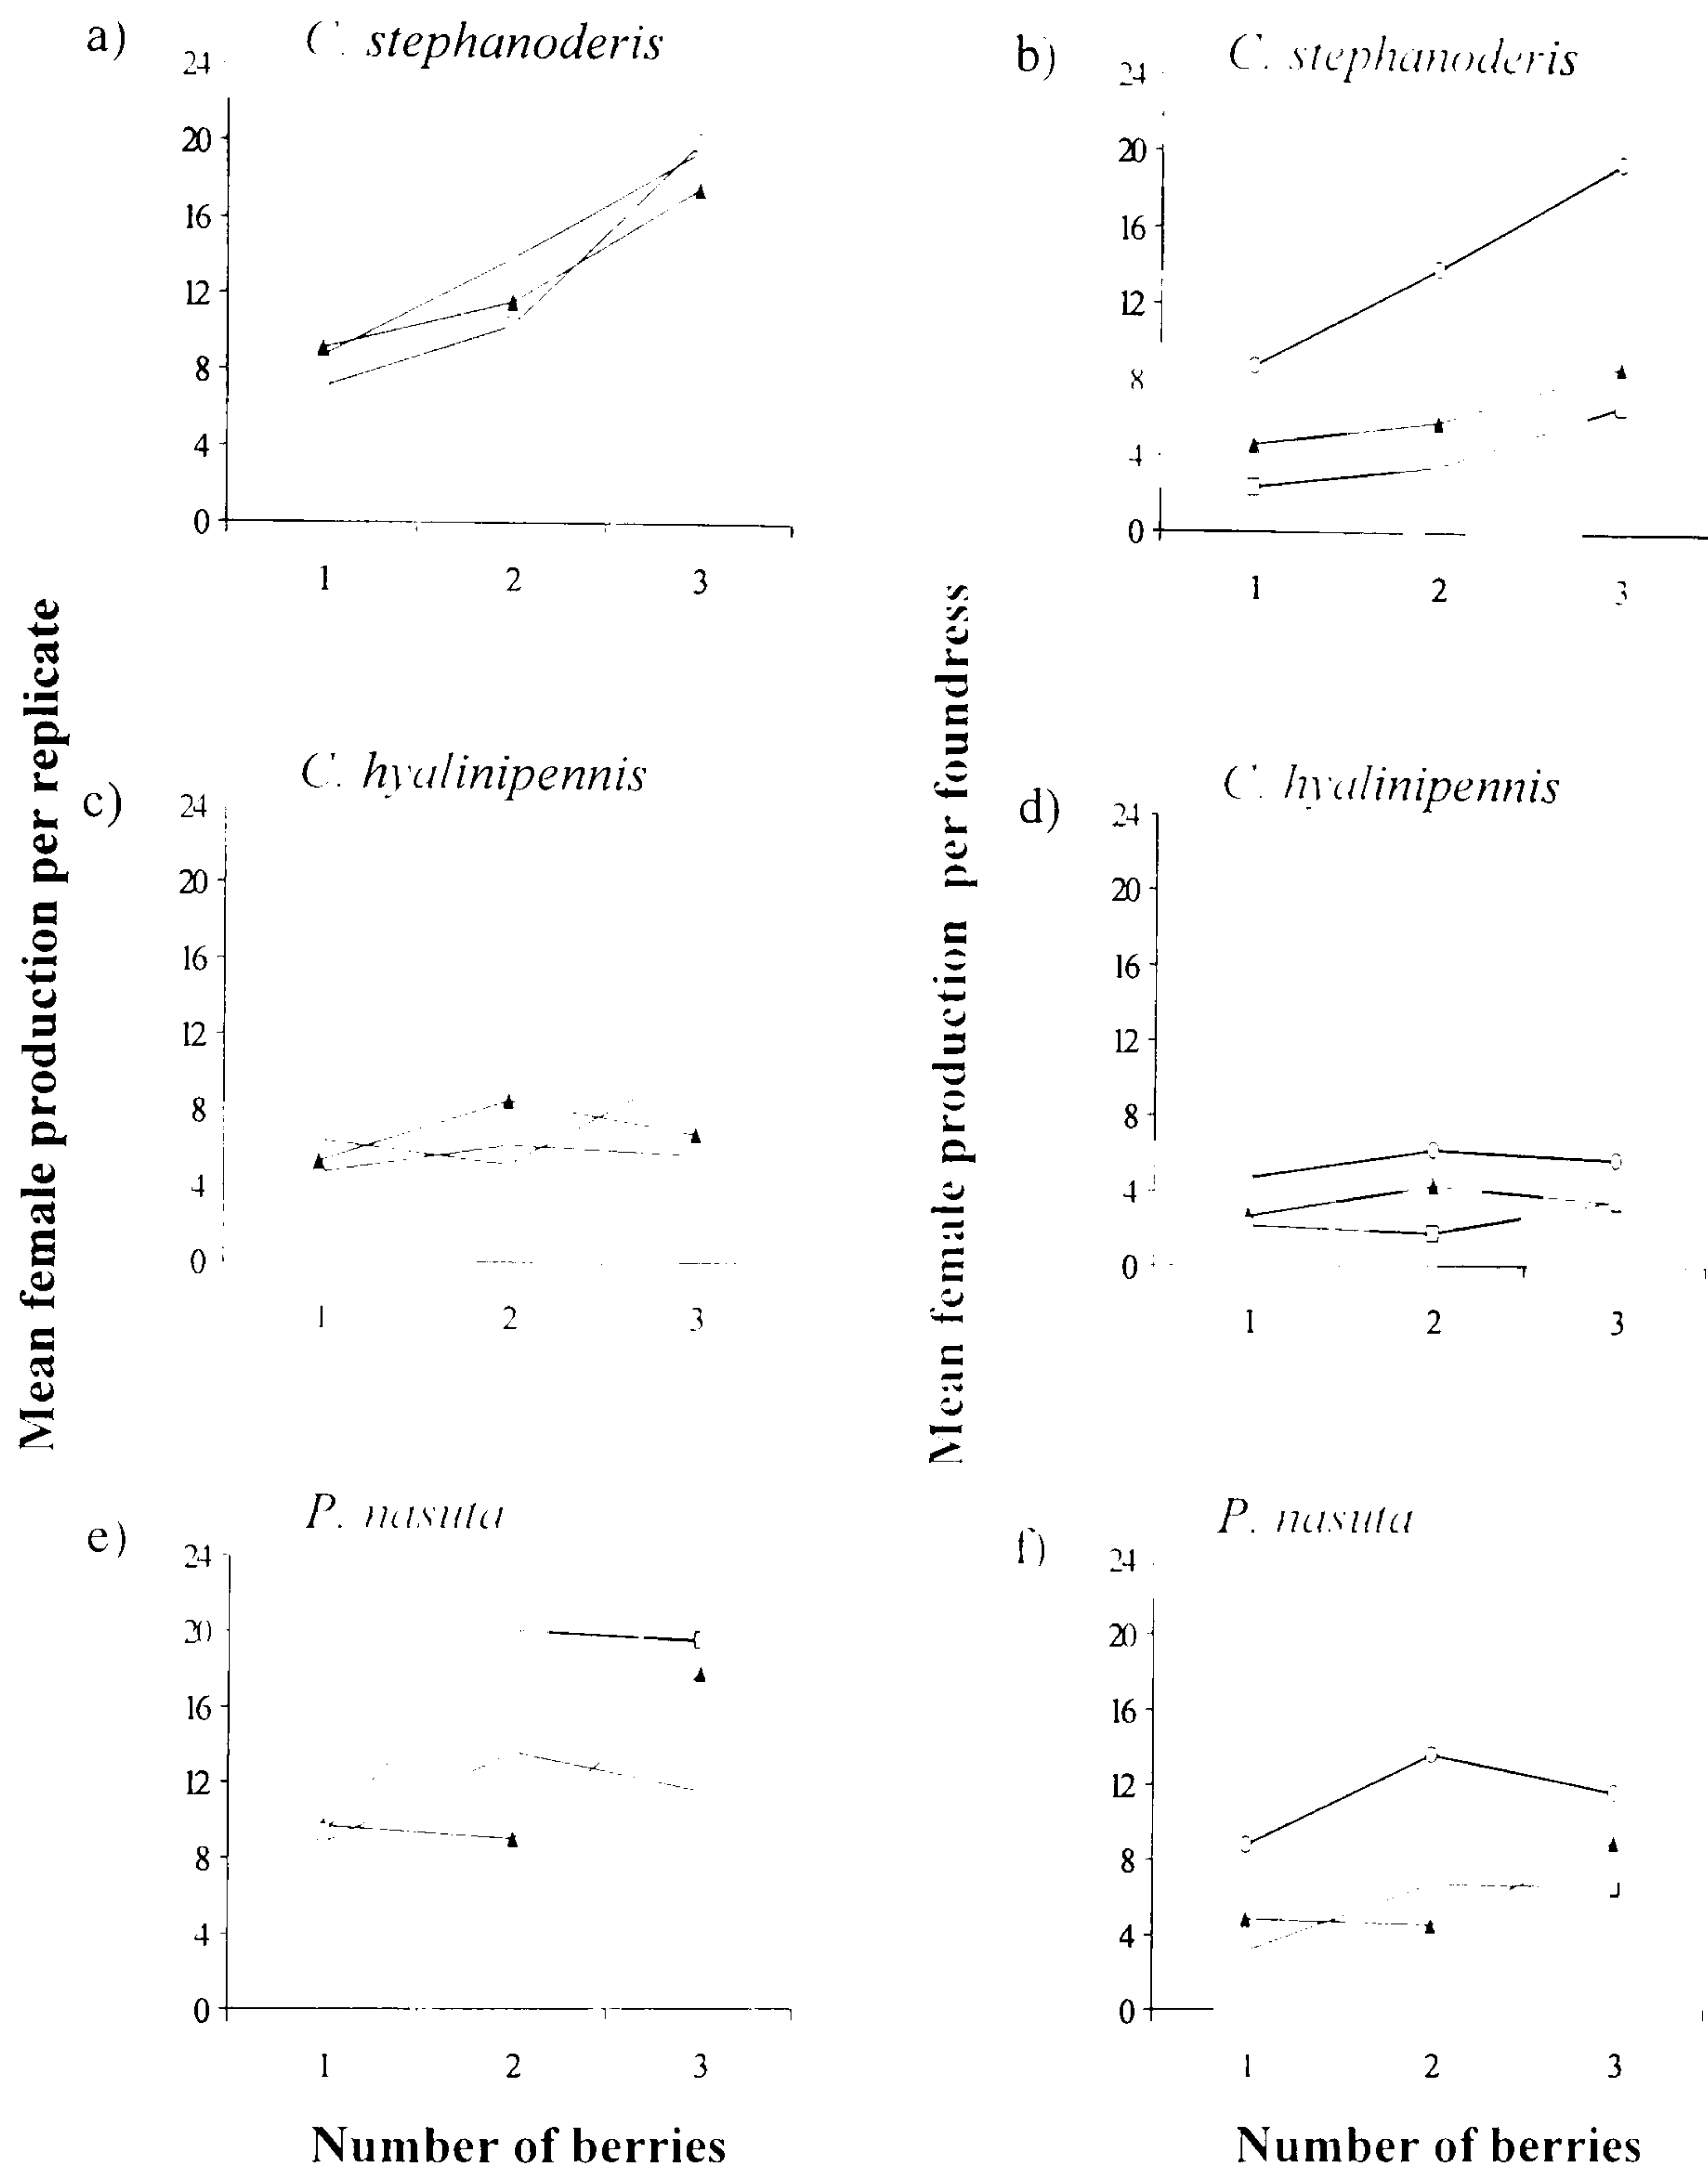 a) C. stephanoderis
24
20
16
12
8
4
0
1 2 3
b) C. stephanoderis
24
20
16
12
8
4
0
1 2 3
Mean female production per replicate
Mean female production per foundress
c) C. hyalinipennis
24
20
16
12
8
4
0
1 2 3
d) C. hyalinipennis
24
20
16
12
8
4
0
1 2 3
e) P. nasuta
24
20
16
12
8
4
0
1 2 3
Number of berries
f) P. nasuta
24
20
16
12
8
4
0
1 2 3
Number of berries